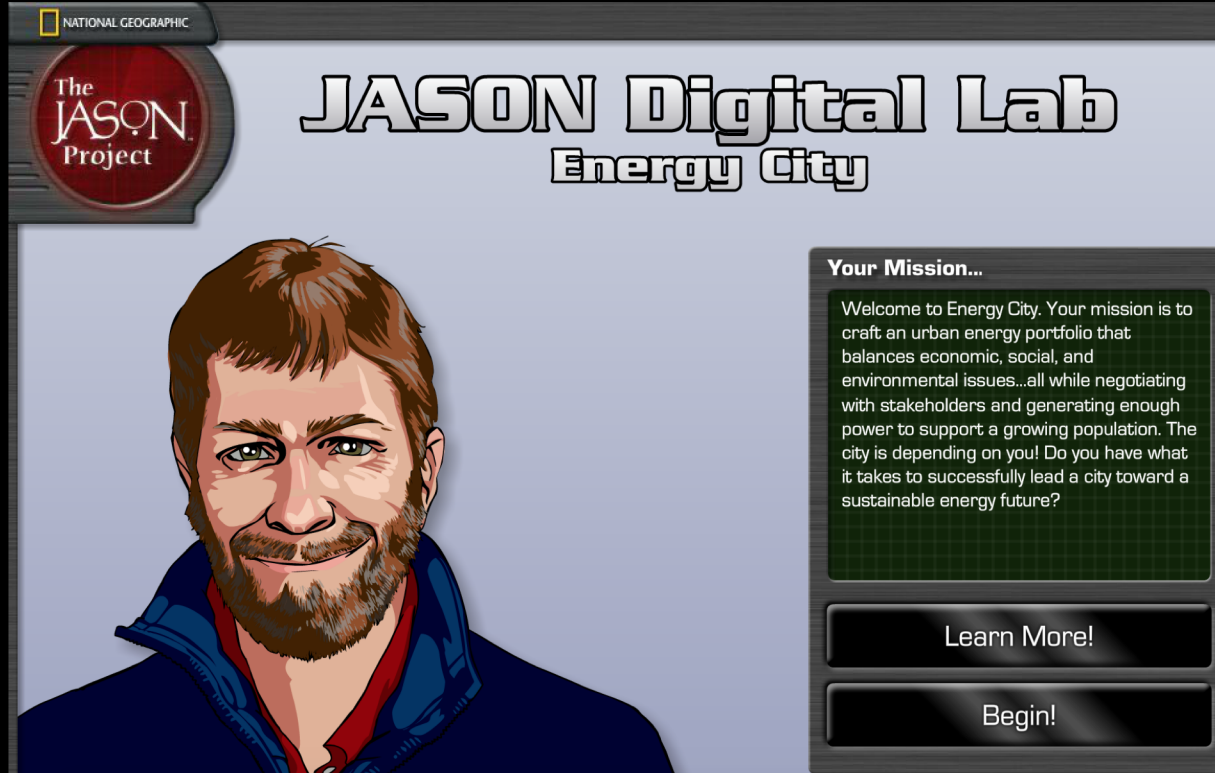 NATIONAL GEOGRAPHIC
The
JASON
Project
JASON Digital Lab
Energy City
Your Mission...
Welcome to Energy City. Your mission is to
craft an urban energy portfolio that
balances economic, social, and
environmental issues...all while negotiating
with stakeholders and generating enough
power to support a growing population. The
city is depending on you! Do you have what
it takes to successfully lead a city toward a
sustainable energy future?
Learn More!
Begin!